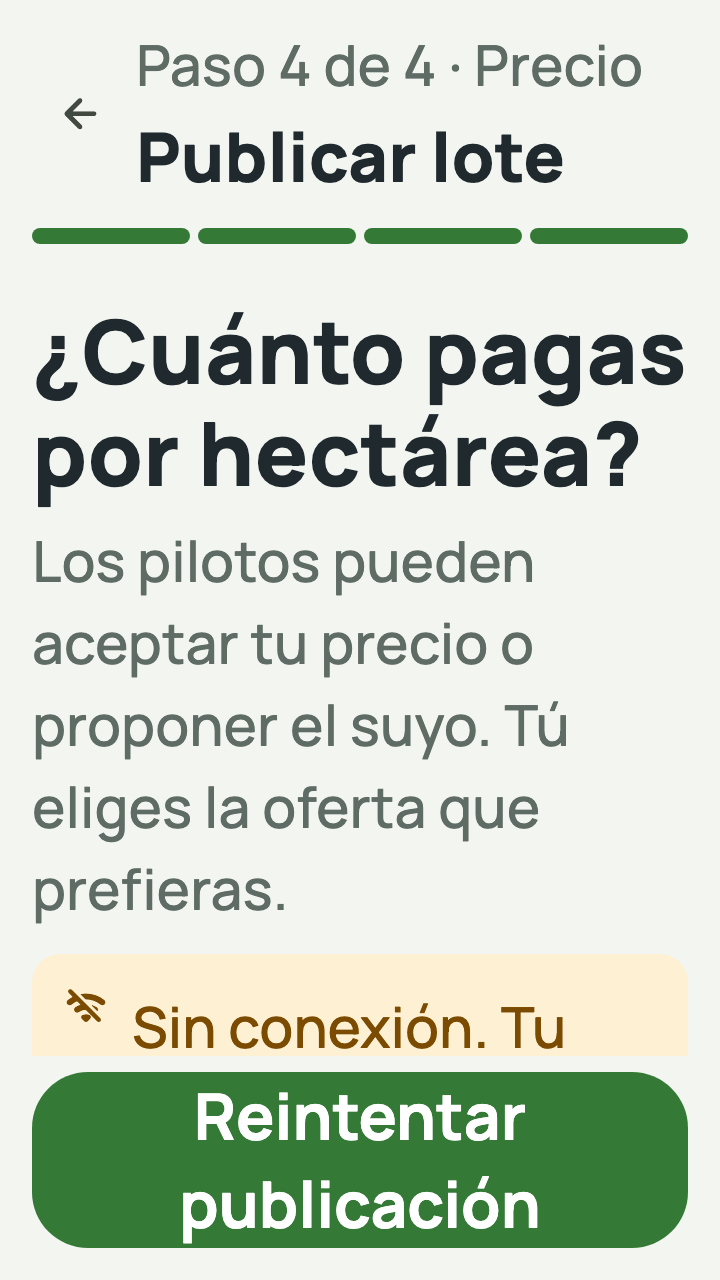 Paso 4 de 4 · Precio
Publicar lote
¿Cuánto pagas
por hectárea?
Los pilotos pueden
aceptar tu precio o
proponer el suyo. Tú
eliges la oferta que
prefieras.
Sin conexión. Tu
Reintentar
publicación